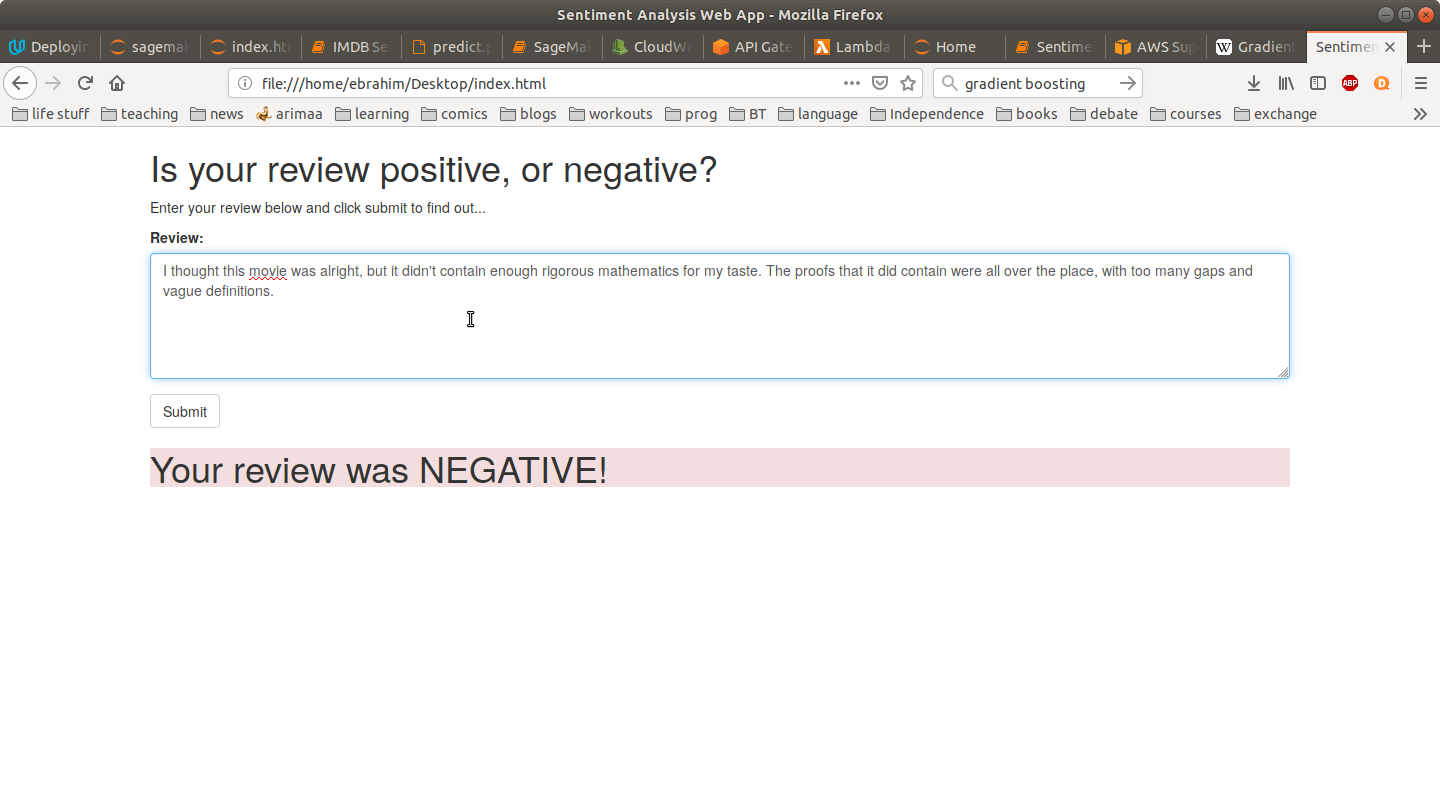 Sentiment Analysis Web App - Mozilla Firefox
Deployin sagemak index.htm IMDB Se predict.p SageMak CloudWa API Gate Lambda Home Sentimen AWS Sup Gradient Sentimen
file:///home/ebrahim/Desktop/index.html gradient boosting ABP
life stuff teaching news arimaa learning comics blogs workouts prog BT language Independence books debate courses exchange
Is your review positive, or negative?
Enter your review below and click submit to find out...
Review:
I thought this movie was alright, but it didn't contain enough rigorous mathematics for my taste. The proofs that it did contain were all over the place, with too many gaps and
vague definitions.
Submit
Your review was NEGATIVE!